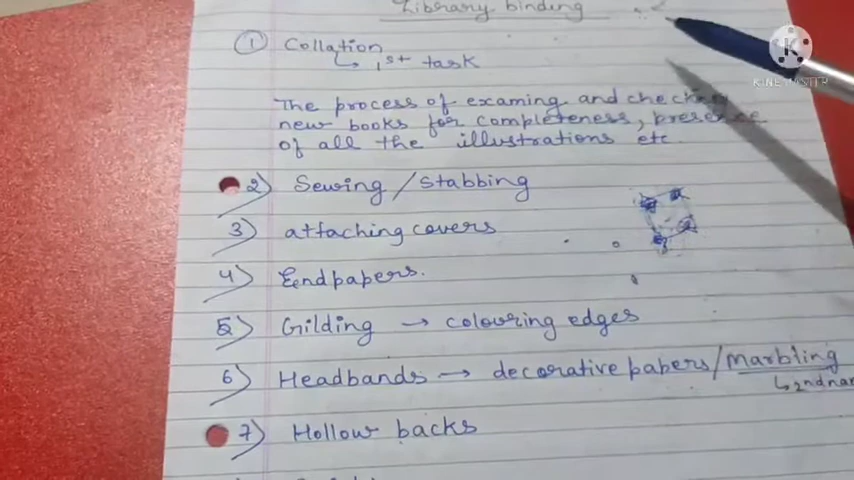 Library binding
① Collation
↳ 1st task
The process of examing and checking
new books for completeness, presence
of all the illustrations etc
2) Sewing/stabbing
3) attaching covers
4) Endpapers.
5) Gilding → colouring edges
6) Headbands → decorative papers/marbling
↳ 2nd
7) Hollow backs
KINEMASTER